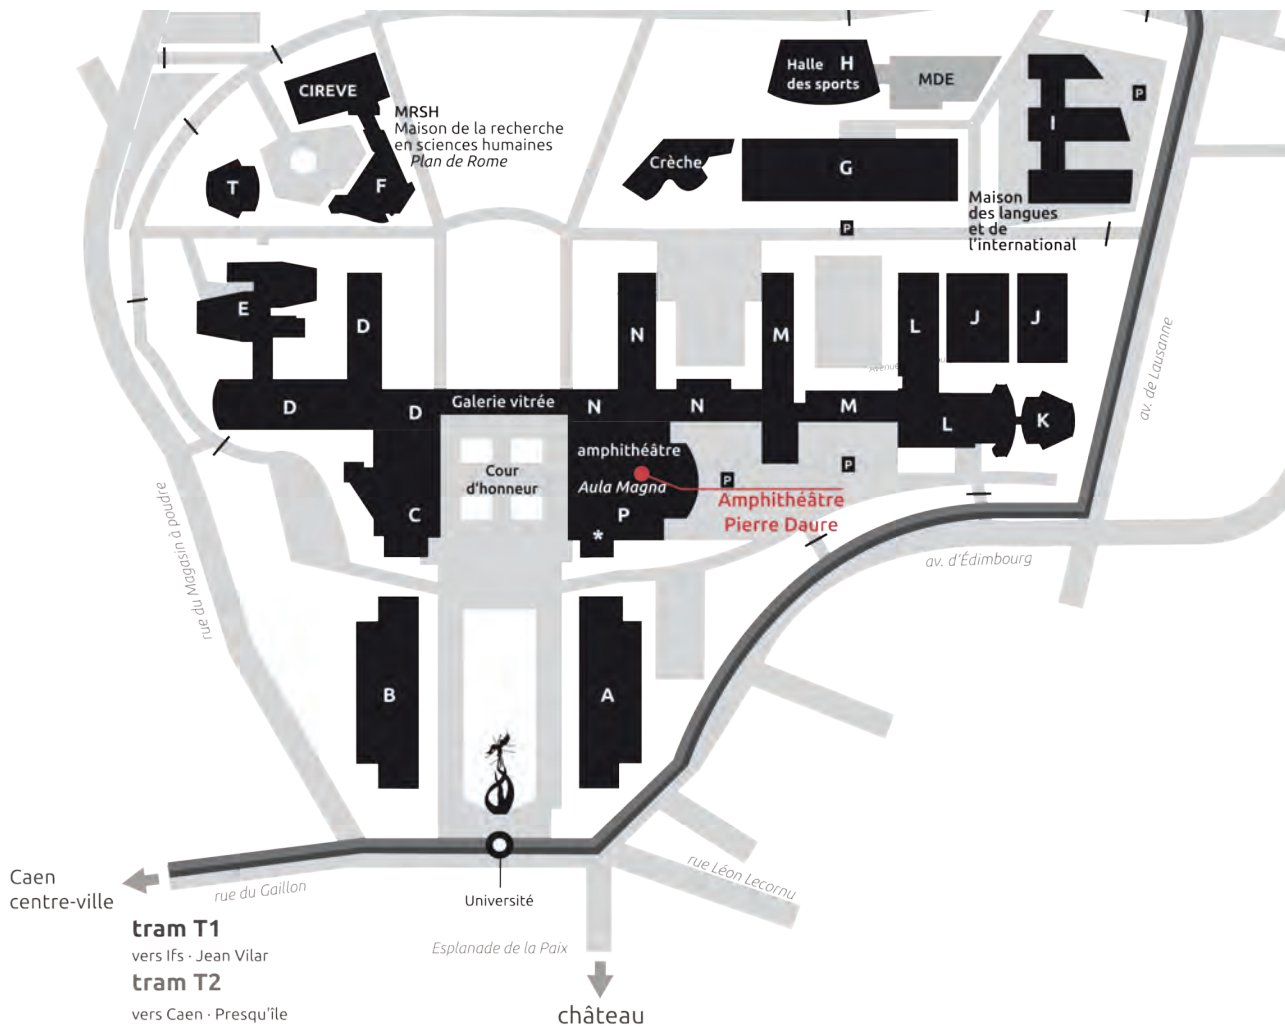 Halle H
des sports
MDE
CIREVE
P
MRSH
Maison de la recherche
en sciences humaines
Plan de Rome
I
Crèche
G
T
F
Maison
des langues
et de
l'international
P
E
D
N
M
L
J
J
av. de Lausanne
D
D
Galerie vitrée
N
N
M
L
K
amphithéâtre
Cour
d'honneur
Aula Magna
P
P
Amphithéâtre
Pierre Daure
C
P
*
rue du Magasin à poudre
av. d'Édimbourg
B
A
Caen
centre-ville
rue du Gaillon
Université
rue Léon Lecornu
tram T1
vers Ifs · Jean Vilar
Esplanade de la Paix
tram T2
vers Caen · Presqu'île
château